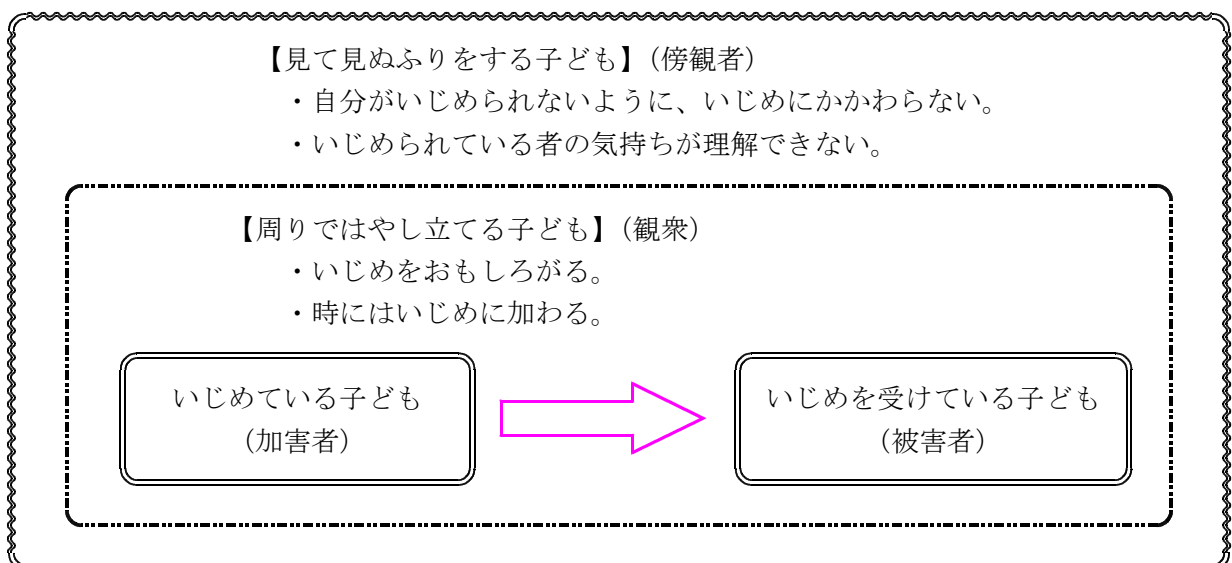 【見て見ぬふりをする子ども】（傍観者）
・自分がいじめられないように、いじめにかかわらない。
・いじめられている者の気持ちが理解できない。
【周りではやし立てる子ども】（観衆）
・いじめをおもしろがる。
・時にはいじめに加わる。
いじめている子ども
（加害者）
いじめを受けている子ども
（被害者）